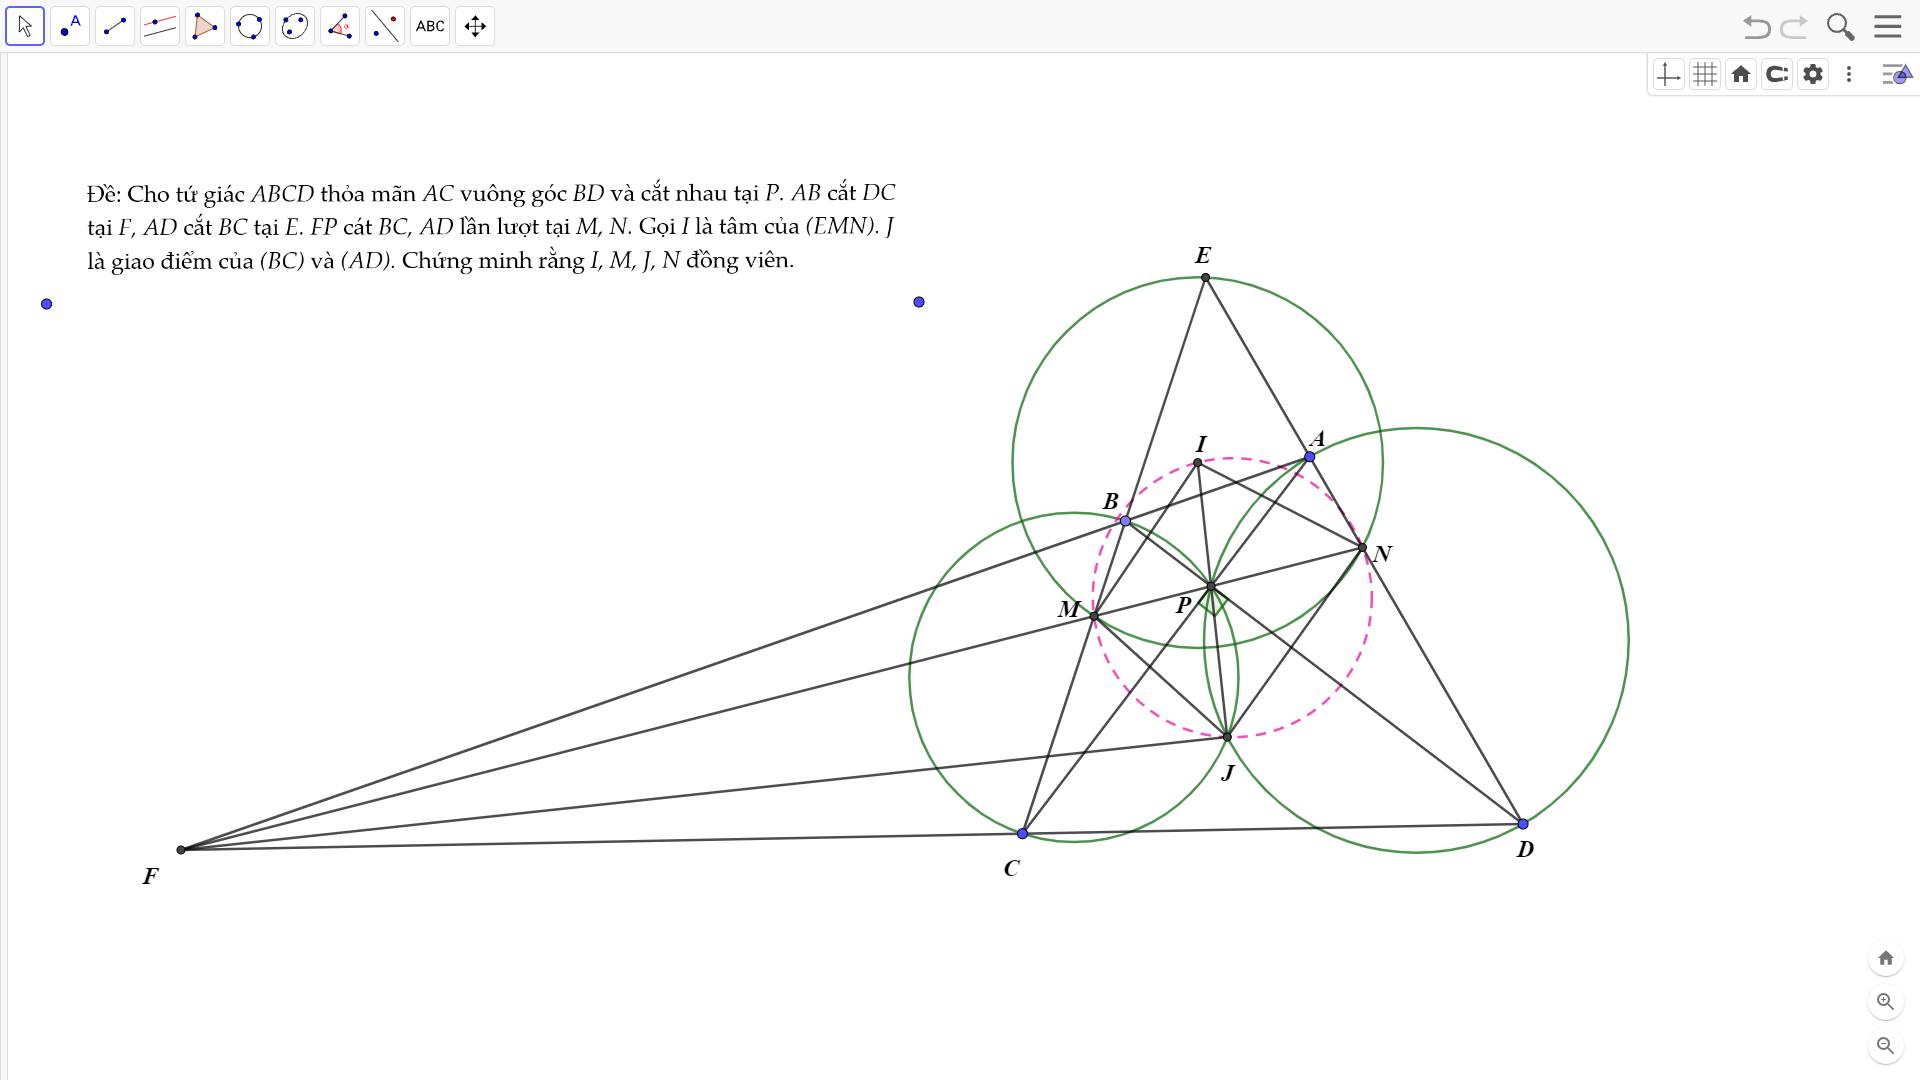 A
α
ABC
Đề: Cho tứ giác ABCD thỏa mãn AC vuông góc BD và cắt nhau tại P. AB cắt DC
tại F, AD cắt BC tại E. FP cát BC, AD lần lượt tại M, N. Gọi I là tâm của (EMN). J
là giao điểm của (BC) và (AD). Chứng minh rằng I, M, J, N đồng viên.
E
I
A
B
N
M
P
J
F
C
D